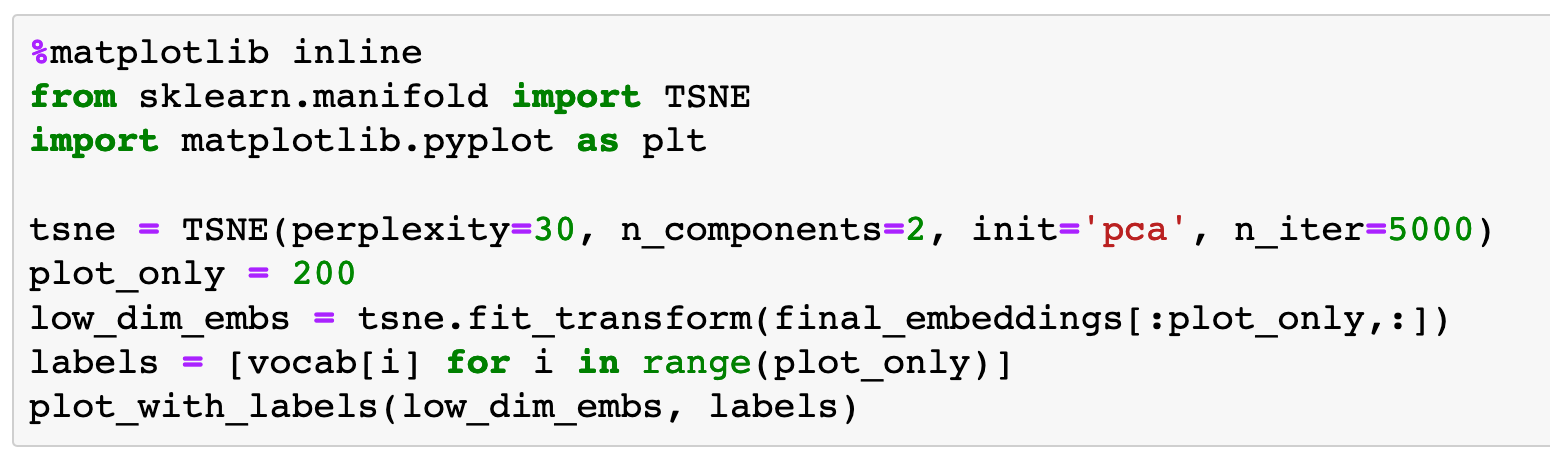 %matplotlib inline
from sklearn.manifold import TSNE
import matplotlib.pyplot as plt
tsne = TSNE(perplexity=30, n_components=2, init='pca', n_iter=5000)
plot_only = 200
low_dim_embs = tsne.fit_transform(final_embeddings[:plot_only,:])
labels = [vocab[i] for i in range(plot_only)]
plot_with_labels(low_dim_embs, labels)